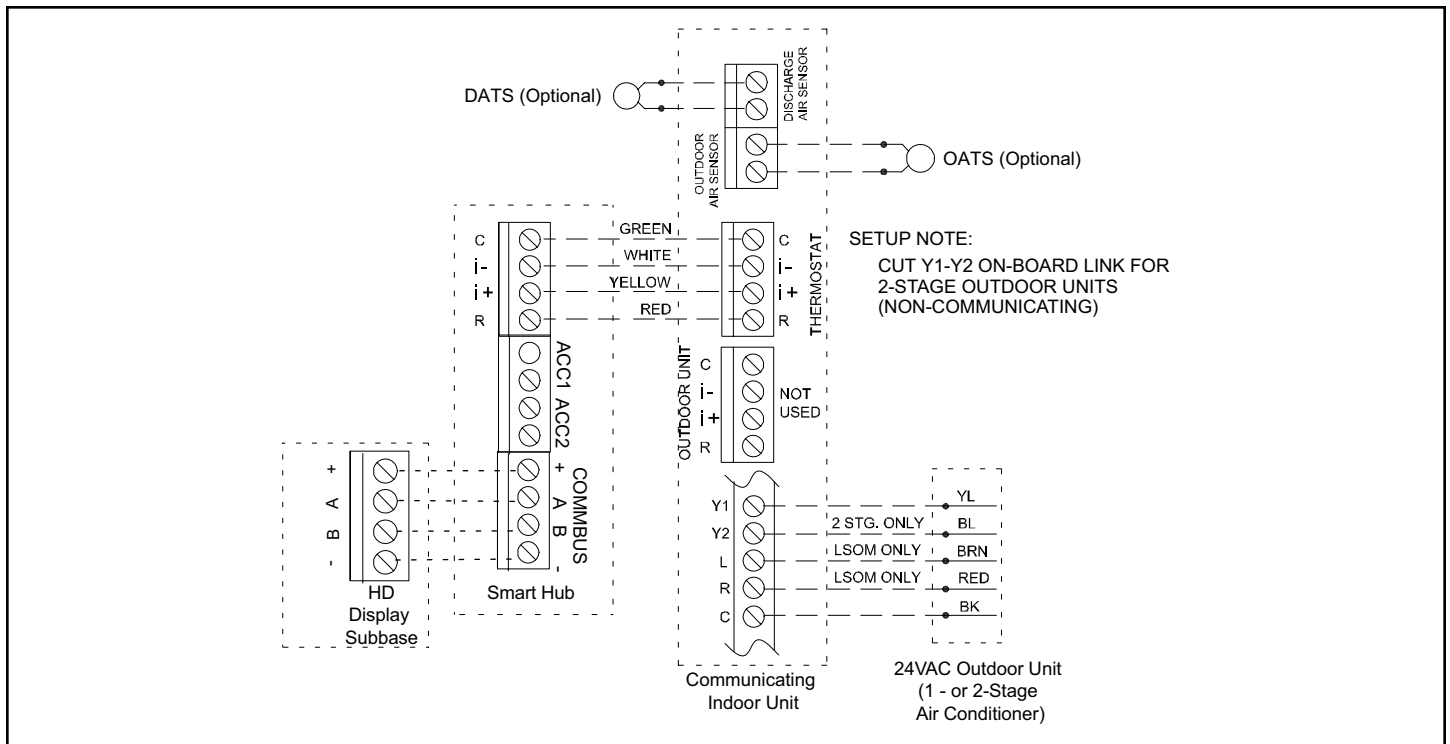 DATS (Optional)
DISCHARGE
AIR SENSOR
OUTDOOR
AIR SENSOR
OATS (Optional)
C
i-
i+
R
GREEN
WHITE
YELLOW
RED
C
i-
i+
R
THERMOSTAT
SETUP NOTE:
CUT Y1-Y2 ON-BOARD LINK FOR
2-STAGE OUTDOOR UNITS
(NON-COMMUNICATING)
ACC1 ACC2
OUTDOOR UNIT
C
i-
i+
R
NOT
USED
+
A
B
-
HD
Display
Subbase
+
A
B
-
COMMBUS
Smart Hub
Y1
Y2
L
R
C
2 STG. ONLY
LSOM ONLY
LSOM ONLY
YL
BL
BRN
RED
BK
Communicating
Indoor Unit
24VAC Outdoor Unit
(1 - or 2-Stage
Air Conditioner)